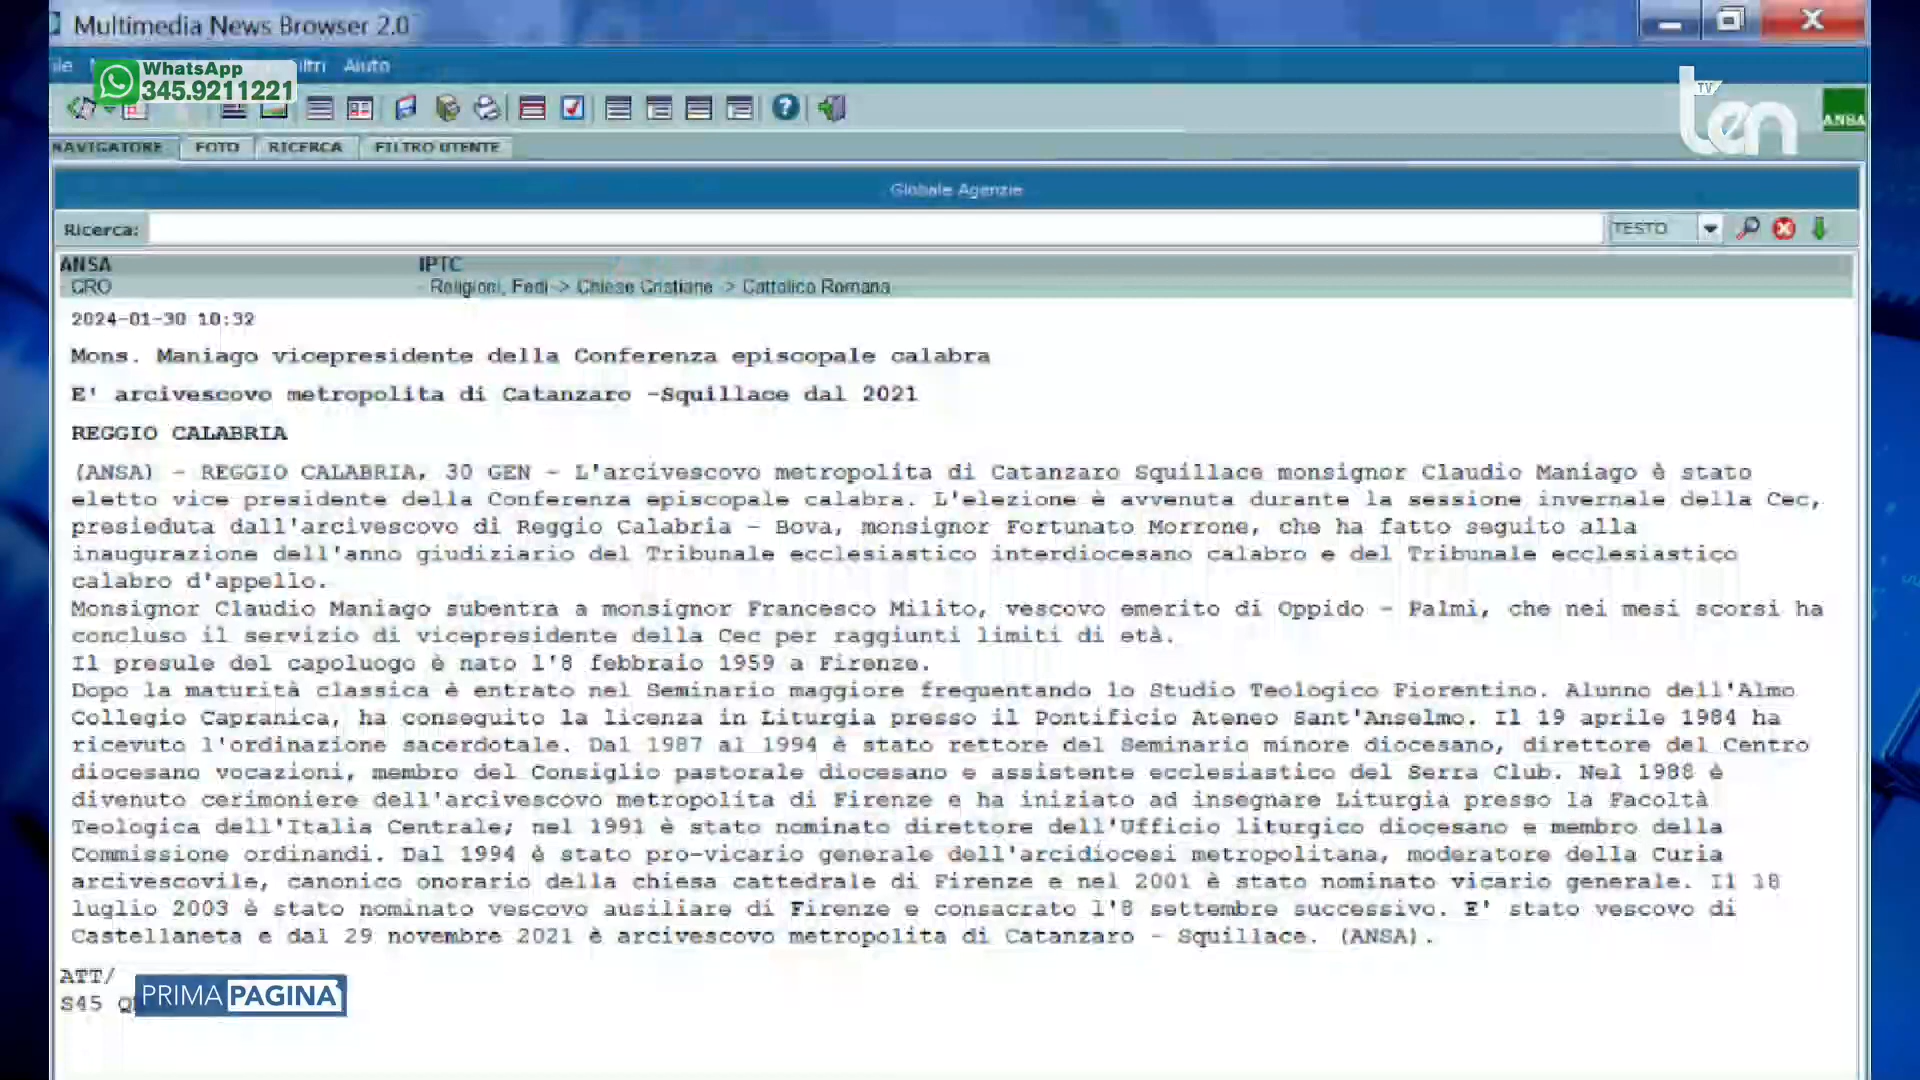 Multimedia News Browser 2.0
WhatsApp
345.9211221
Aiuto
TV
ten
ANSA
NAVIGATORE FOTO RICERCA FILTRO UTENTE
Globale Agenzie
Ricerca: TESTO
ANSA IPTC
- CRO - Religioni, Fedi -> Chiese Cristiane -> Cattolico Romana
2024-01-30 10:32
Mons. Maniago vicepresidente della Conferenza episcopale calabra
E' arcivescovo metropolita di Catanzaro -Squillace dal 2021
REGGIO CALABRIA
(ANSA) - REGGIO CALABRIA, 30 GEN - L'arcivescovo metropolita di Catanzaro Squillace monsignor Claudio Maniago è stato
eletto vice presidente della Conferenza episcopale calabra. L'elezione è avvenuta durante la sessione invernale della Cec,
presieduta dall'arcivescovo di Reggio Calabria - Bova, monsignor Fortunato Morrone, che ha fatto seguito alla
inaugurazione dell'anno giudiziario del Tribunale ecclesiastico interdiocesano calabro e del Tribunale ecclesiastico
calabro d'appello.
Monsignor Claudio Maniago subentra a monsignor Francesco Milito, vescovo emerito di Oppido - Palmi, che nei mesi scorsi ha
concluso il servizio di vicepresidente della Cec per raggiunti limiti di età.
Il presule del capoluogo è nato l'8 febbraio 1959 a Firenze.
Dopo la maturità classica è entrato nel Seminario maggiore frequentando lo Studio Teologico Fiorentino. Alunno dell'Almo
Collegio Capranica, ha conseguito la licenza in Liturgia presso il Pontificio Ateneo Sant'Anselmo. Il 19 aprile 1984 ha
ricevuto l'ordinazione sacerdotale. Dal 1987 al 1994 è stato rettore del Seminario minore diocesano, direttore del Centro
diocesano vocazioni, membro del Consiglio pastorale diocesano e assistente ecclesiastico del Serra Club. Nel 1988 è
divenuto cerimoniere dell'arcivescovo metropolita di Firenze e ha iniziato ad insegnare Liturgia presso la Facoltà
Teologica dell'Italia Centrale; nel 1991 è stato nominato direttore dell'Ufficio liturgico diocesano e membro della
Commissione ordinandi. Dal 1994 è stato pro-vicario generale dell'arcidiocesi metropolitana, moderatore della Curia
arcivescovile, canonico onorario della chiesa cattedrale di Firenze e nel 2001 è stato nominato vicario generale. Il 18
luglio 2003 è stato nominato vescovo ausiliare di Firenze e consacrato l'8 settembre successivo. E' stato vescovo di
Castellaneta e dal 29 novembre 2021 è arcivescovo metropolita di Catanzaro - Squillace. (ANSA).
ATT/
S45
PRIMA PAGINA